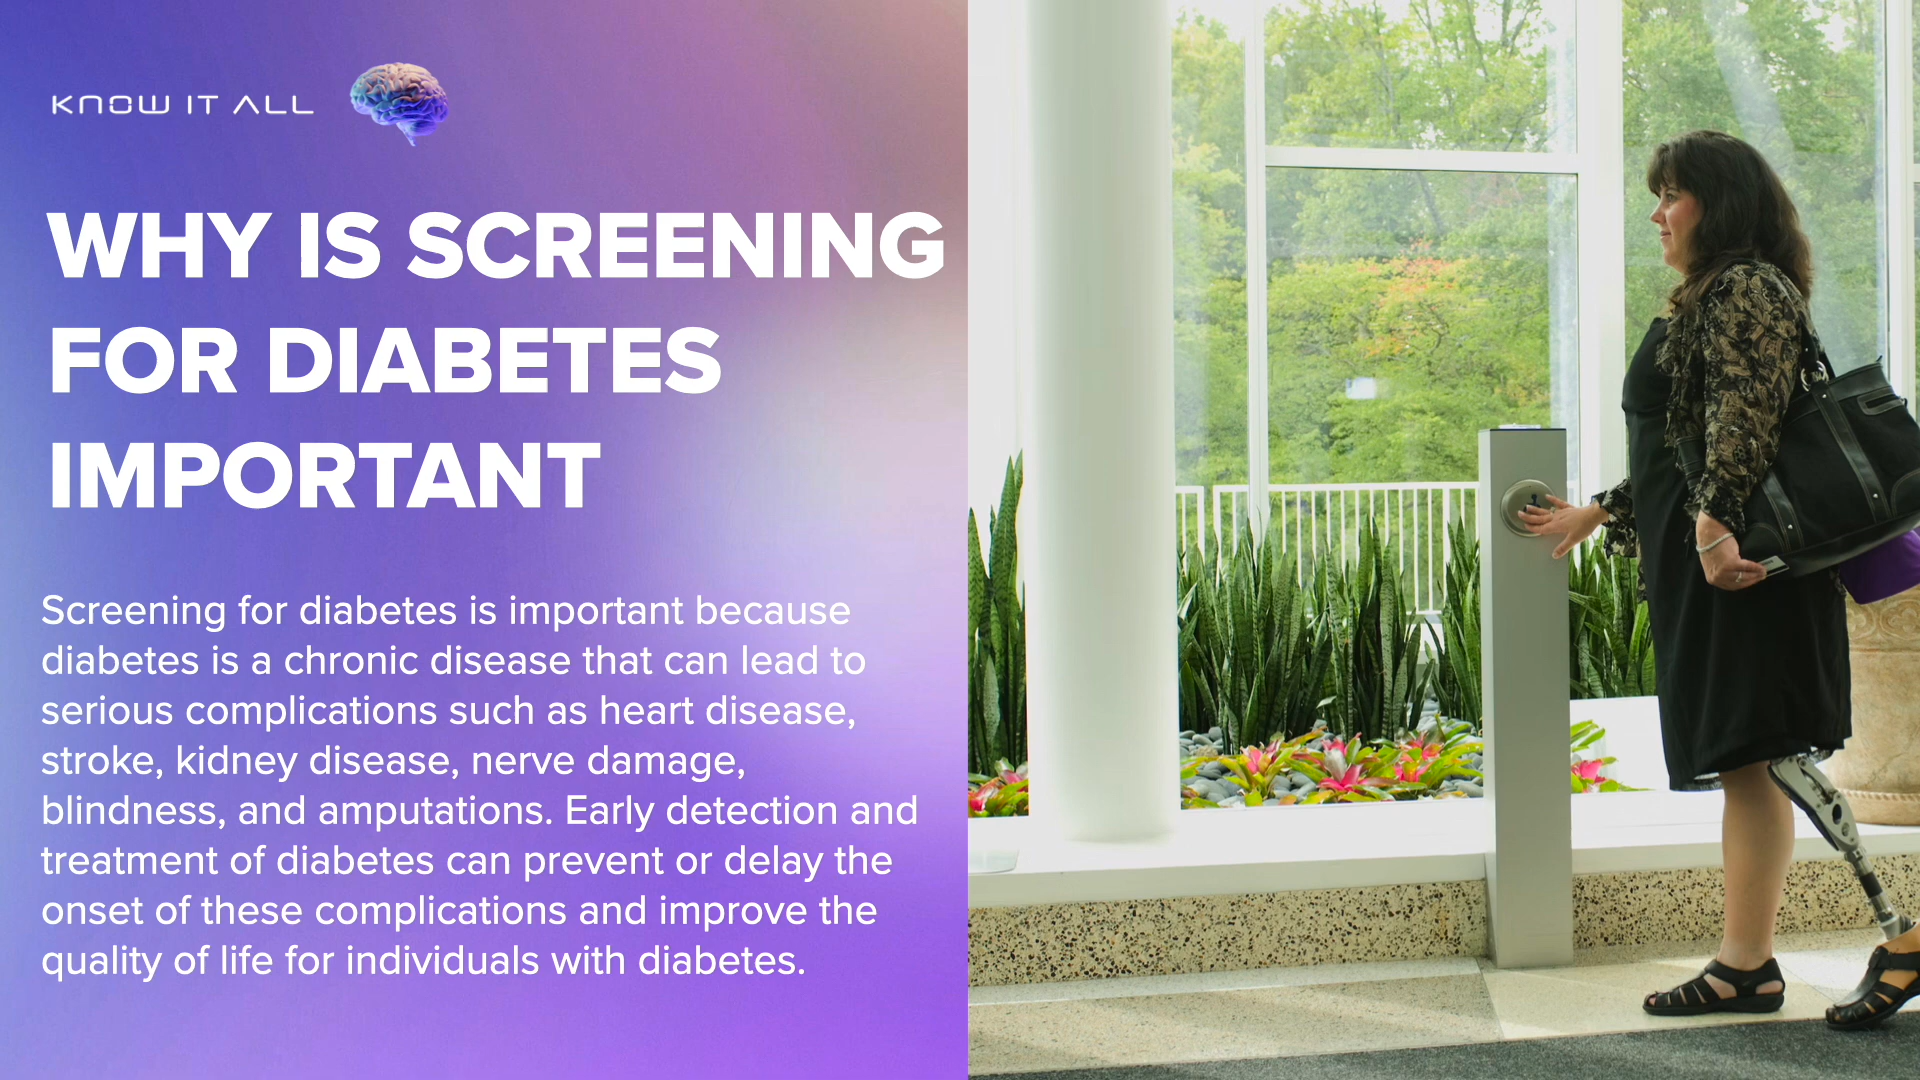 KNOW IT ALL
WHY IS SCREENING
FOR DIABETES
IMPORTANT
Screening for diabetes is important because
diabetes is a chronic disease that can lead to
serious complications such as heart disease,
stroke, kidney disease, nerve damage,
blindness, and amputations. Early detection and
treatment of diabetes can prevent or delay the
onset of these complications and improve the
quality of life for individuals with diabetes.